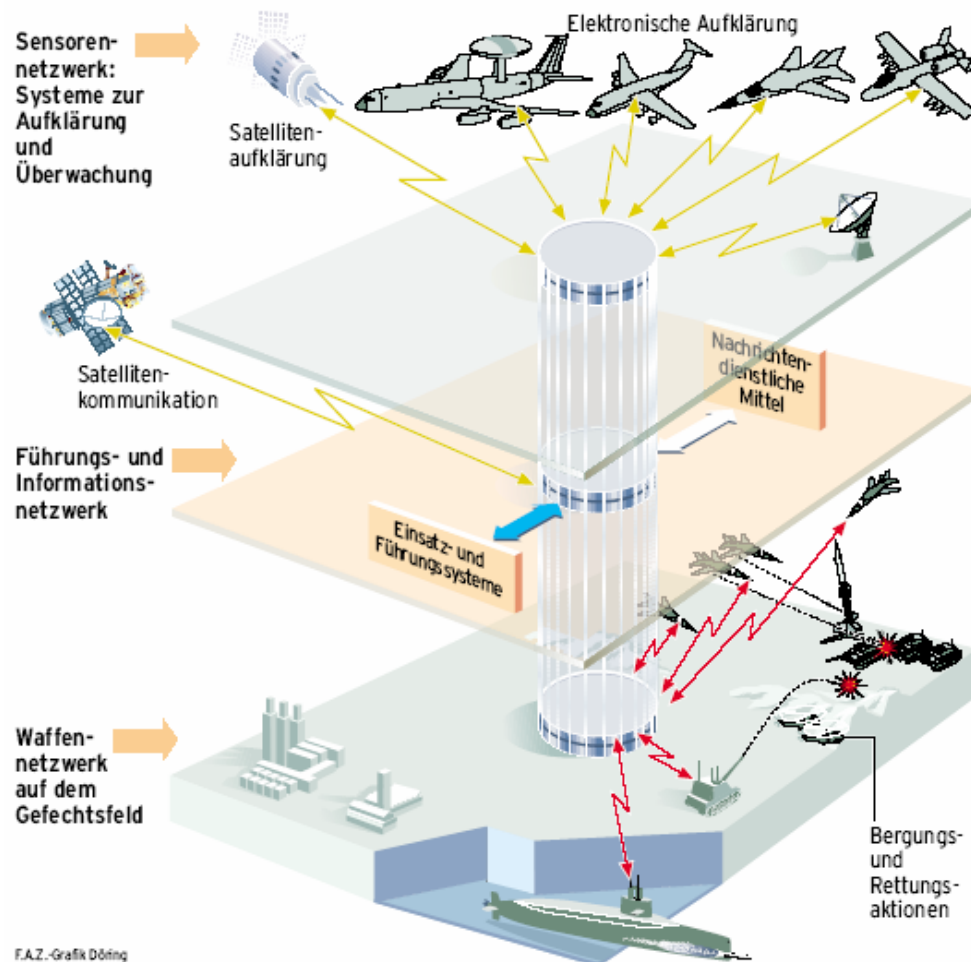 Sensoren-
netzwerk:
Systeme zur
Aufklärung
und
Überwachung
Elektronische Aufklärung
Satelliten-
aufklärung
Satelliten-
kommunikation
Nachrichten-
dienstliche
Mittel
Führungs- und
Informations-
netzwerk
Einsatz- und
Führungssysteme
Waffen-
netzwerk
auf dem
Gefechtsfeld
Bergungs-
und
Rettungs-
aktionen
F.A.Z.-Grafik Döring